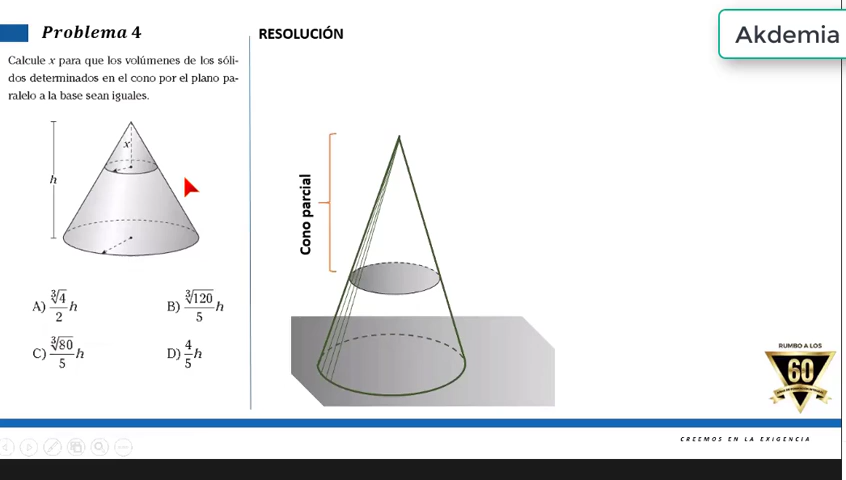 Problema 4
Calcule x para que los volúmenes de los sóli-
dos determinados en el cono por el plano pa-
ralelo a la base sean iguales.
x
h
A) ∛4/2 h
B) ∛120/5 h
C) ∛80/5 h
D) 4/5 h
RESOLUCIÓN
Cono parcial
Akdemia
RUMBO A LOS
60
CREEMOS EN LA EXIGENCIA